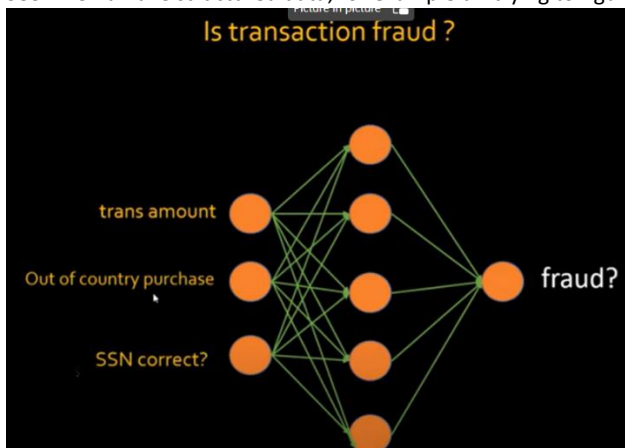 Picture in picture
Is transaction fraud ?
trans amount
Out of country purchase
fraud?
SSN correct?